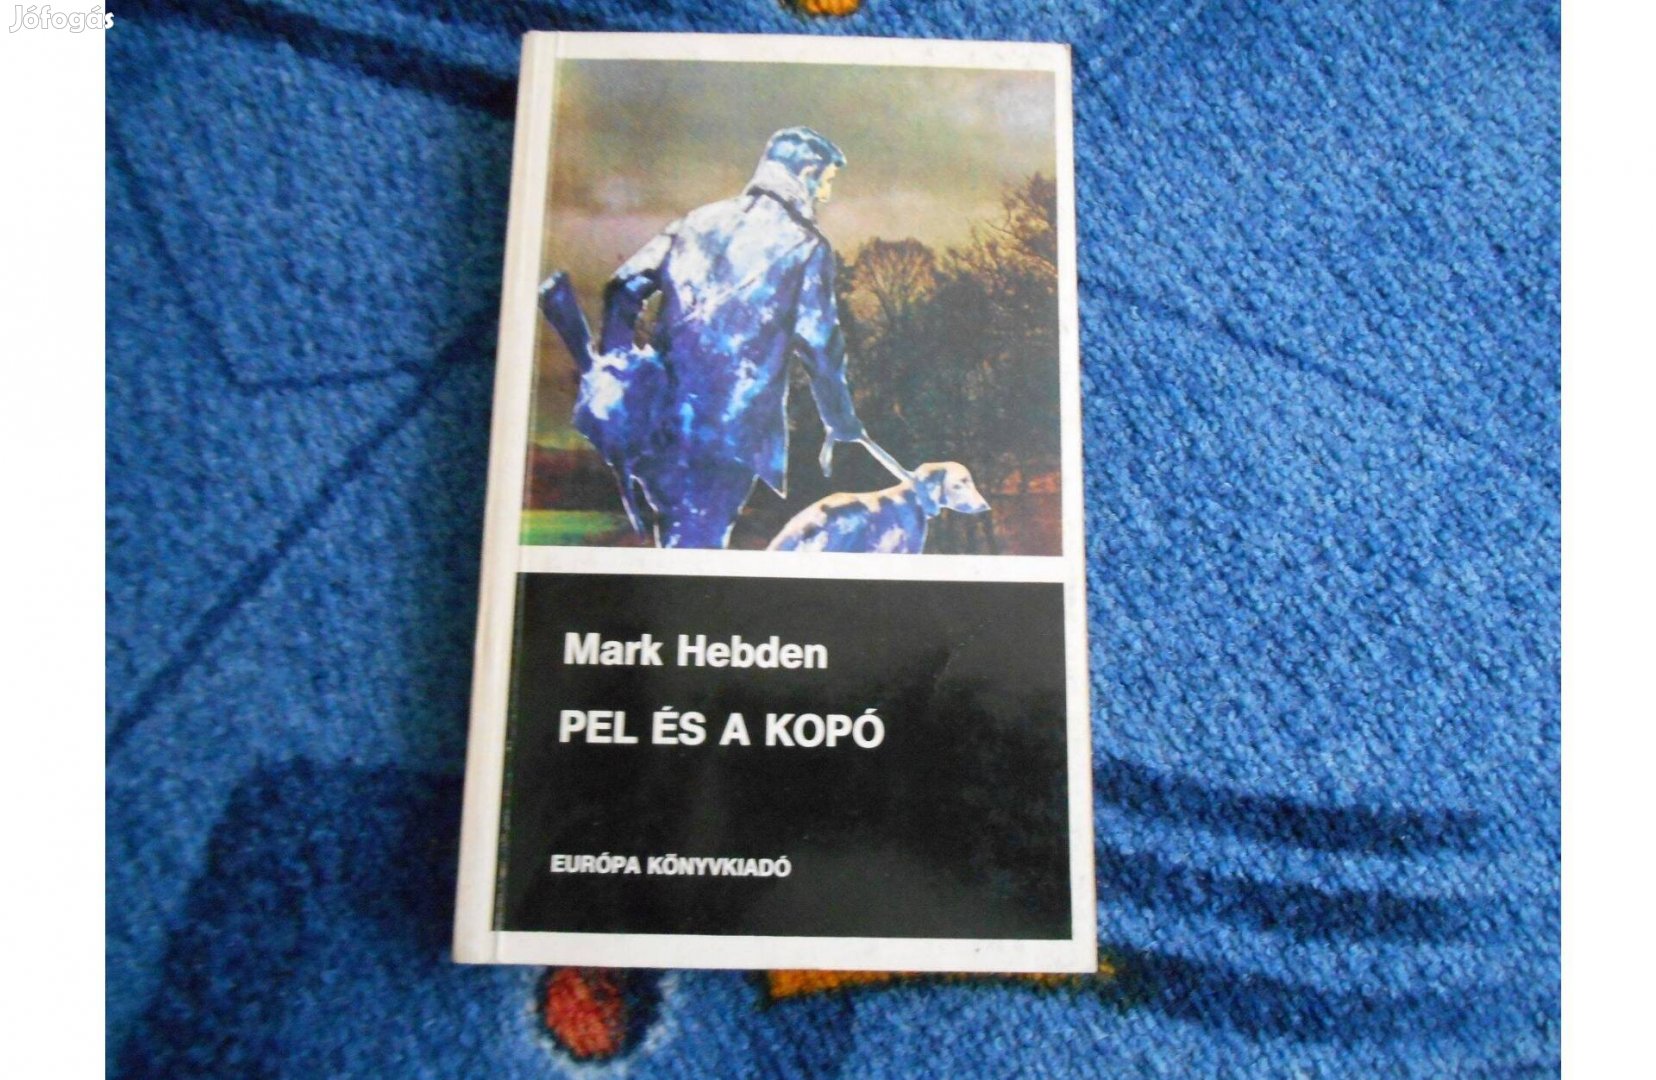 Jófogás
Mark Hebden
PEL ÉS A KOPÓ
EURÓPA KÖNYVKIADÓ